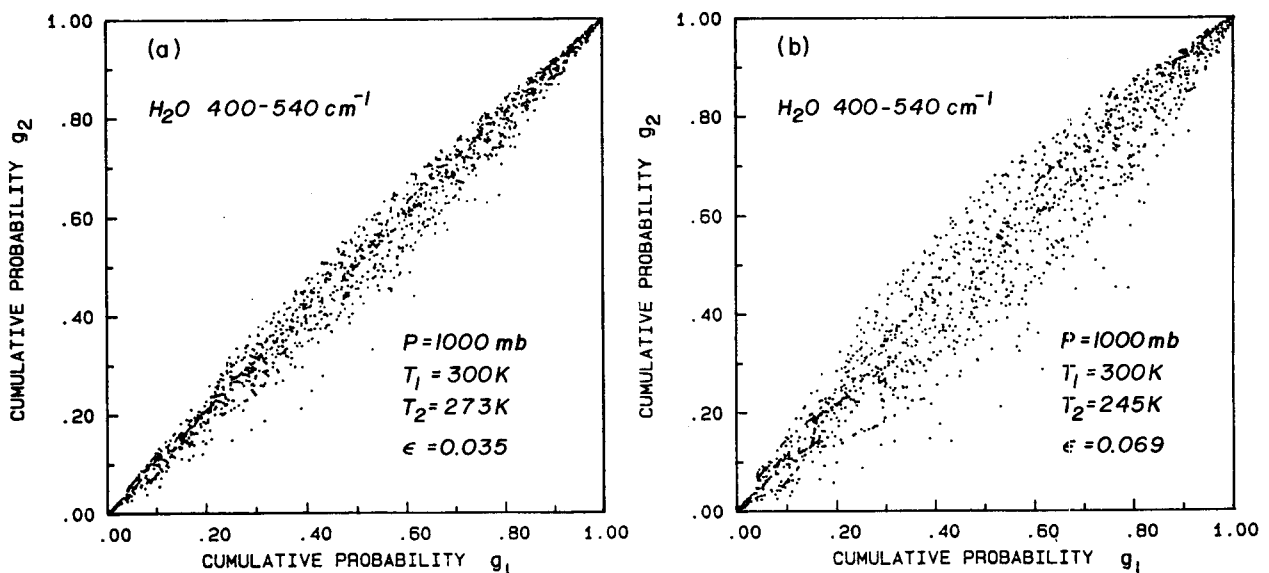 (a)
H₂O 400-540 cm⁻¹
P=1000 mb
T₁=300K
T₂=273K
ϵ=0.035
CUMULATIVE PROBABILITY g₂
1.00
.80
.60
.40
.20
.00
.00 .20 .40 .60 .80 1.00
CUMULATIVE PROBABILITY g₁
(b)
H₂O 400-540 cm⁻¹
P=1000 mb
T₁=300K
T₂=245K
ϵ=0.069
CUMULATIVE PROBABILITY g₂
1.00
.80
.60
.40
.20
.00
.00 .20 .40 .60 .80 1.00
CUMULATIVE PROBABILITY g₁